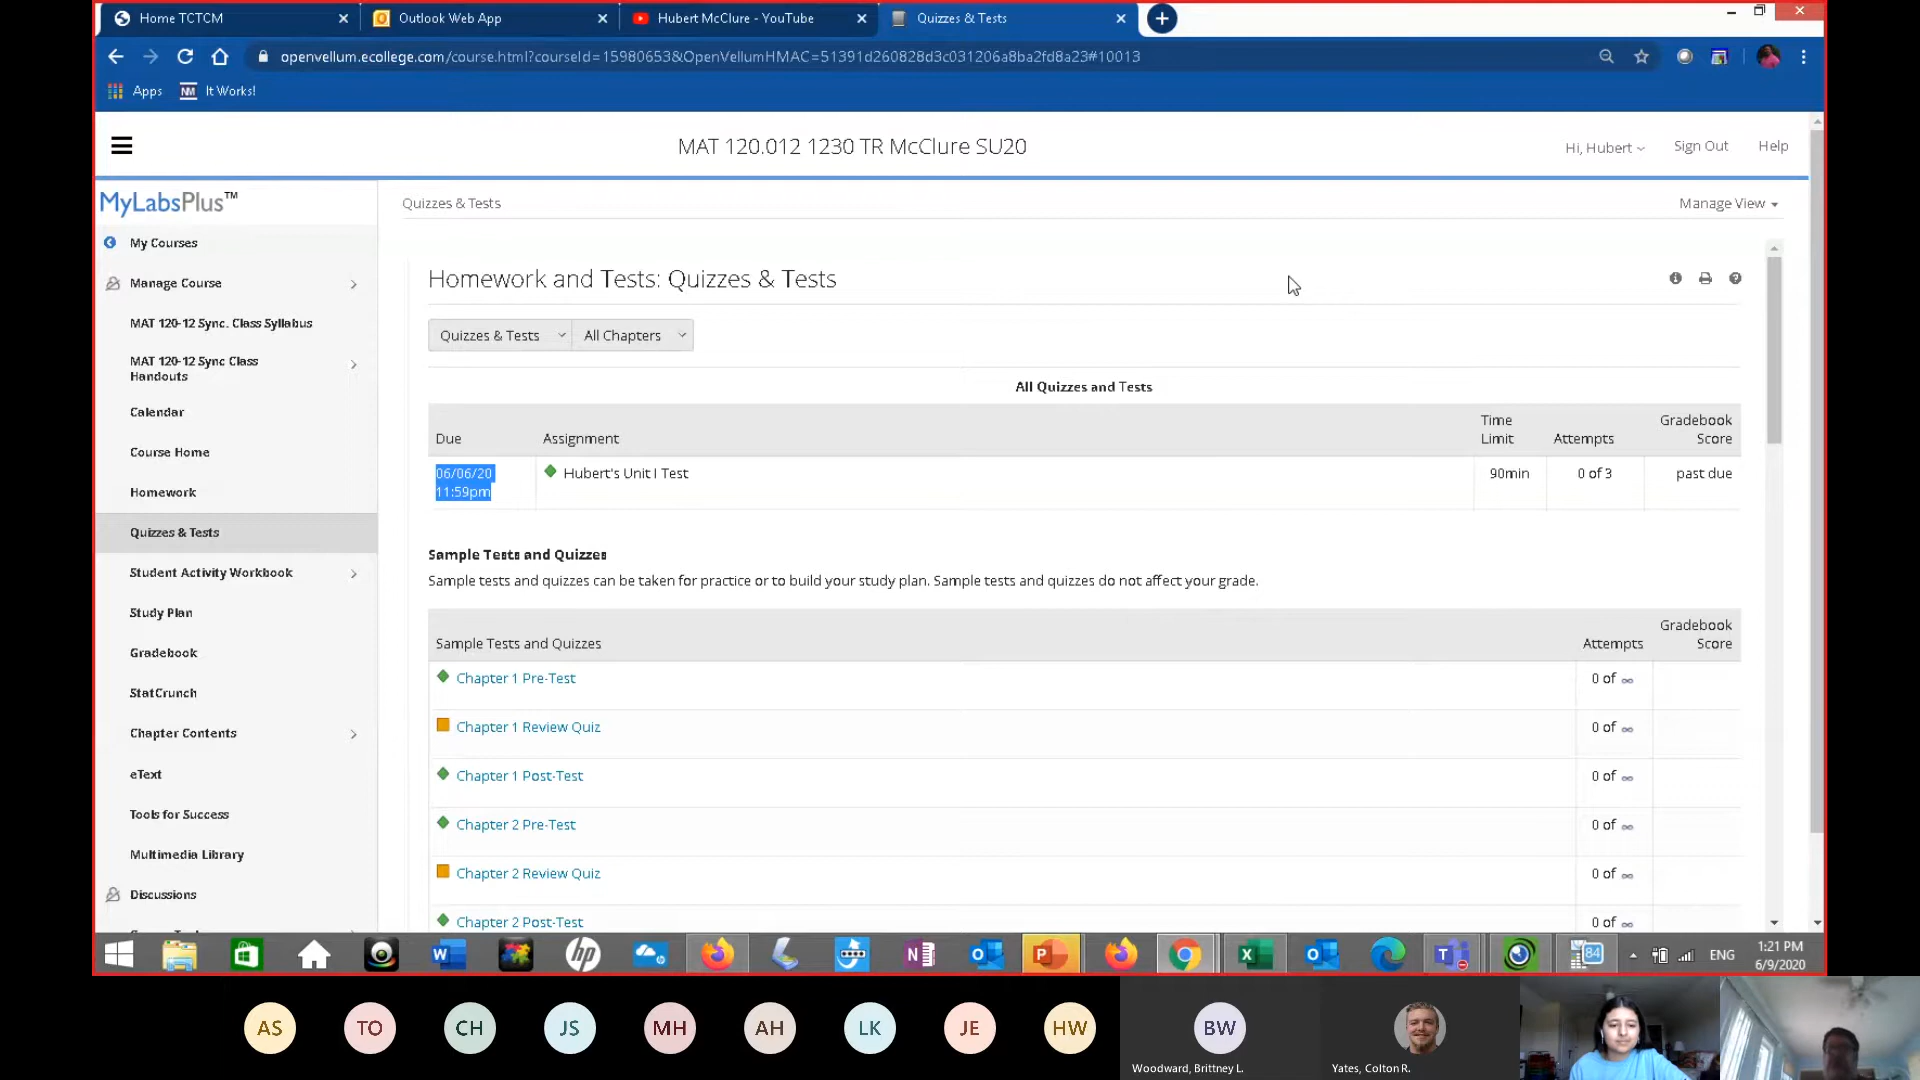 Home TCTCM
Outlook Web App
Hubert McClure - YouTube
Quizzes & Tests
openvellum.ecollege.com/course.html?courseId=15980653&OpenVellumHMAC=51391d260828d3c031206a8ba2fd8a23#10013
Apps
NM
It Works!
MAT 120.012 1230 TR McClure SU20
Hi, Hubert
Sign Out
Help
MyLabsPlus™
Quizzes & Tests
Manage View
My Courses
Manage Course
MAT 120-12 Sync. Class Syllabus
MAT 120-12 Sync Class
Handouts
Calendar
Course Home
Homework
Quizzes & Tests
Student Activity Workbook
Study Plan
Gradebook
StatCrunch
Chapter Contents
eText
Tools for Success
Multimedia Library
Discussions
Homework and Tests: Quizzes & Tests
Quizzes & Tests
All Chapters
All Quizzes and Tests
Due
Assignment
Time
Limit
Attempts
Gradebook
Score
06/06/20
11:59pm
Hubert's Unit I Test
90min
0 of 3
past due
Sample Tests and Quizzes
Sample tests and quizzes can be taken for practice or to build your study plan. Sample tests and quizzes do not affect your grade.
Sample Tests and Quizzes
Attempts
Gradebook
Score
Chapter 1 Pre-Test
0 of ∞
Chapter 1 Review Quiz
0 of ∞
Chapter 1 Post-Test
0 of ∞
Chapter 2 Pre-Test
0 of ∞
Chapter 2 Review Quiz
0 of ∞
Chapter 2 Post-Test
0 of ∞
84
ENG
1:21 PM
6/9/2020
AS
TO
CH
JS
MH
AH
LK
JE
HW
BW
Woodward, Brittney L.
Yates, Colton R.